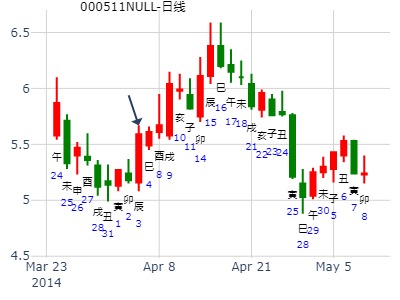 000511NULL-日线
6.5
6
5.5
5
4.5
午
24
未
25
申
26
酉
27
戌
28
丑
31
寅
1
卯
2
辰
3
巳
4
酉
8
戌
9
亥
10
子
11
卯
14
辰
15
巳
16
午
17
未
18
戌
21
亥
22
子
23
丑
24
寅
25
巳
28
午
29
未
30
子
5
丑
6
寅
7
卯
8
Mar 23
2014
Apr 8
Apr 21
May 5